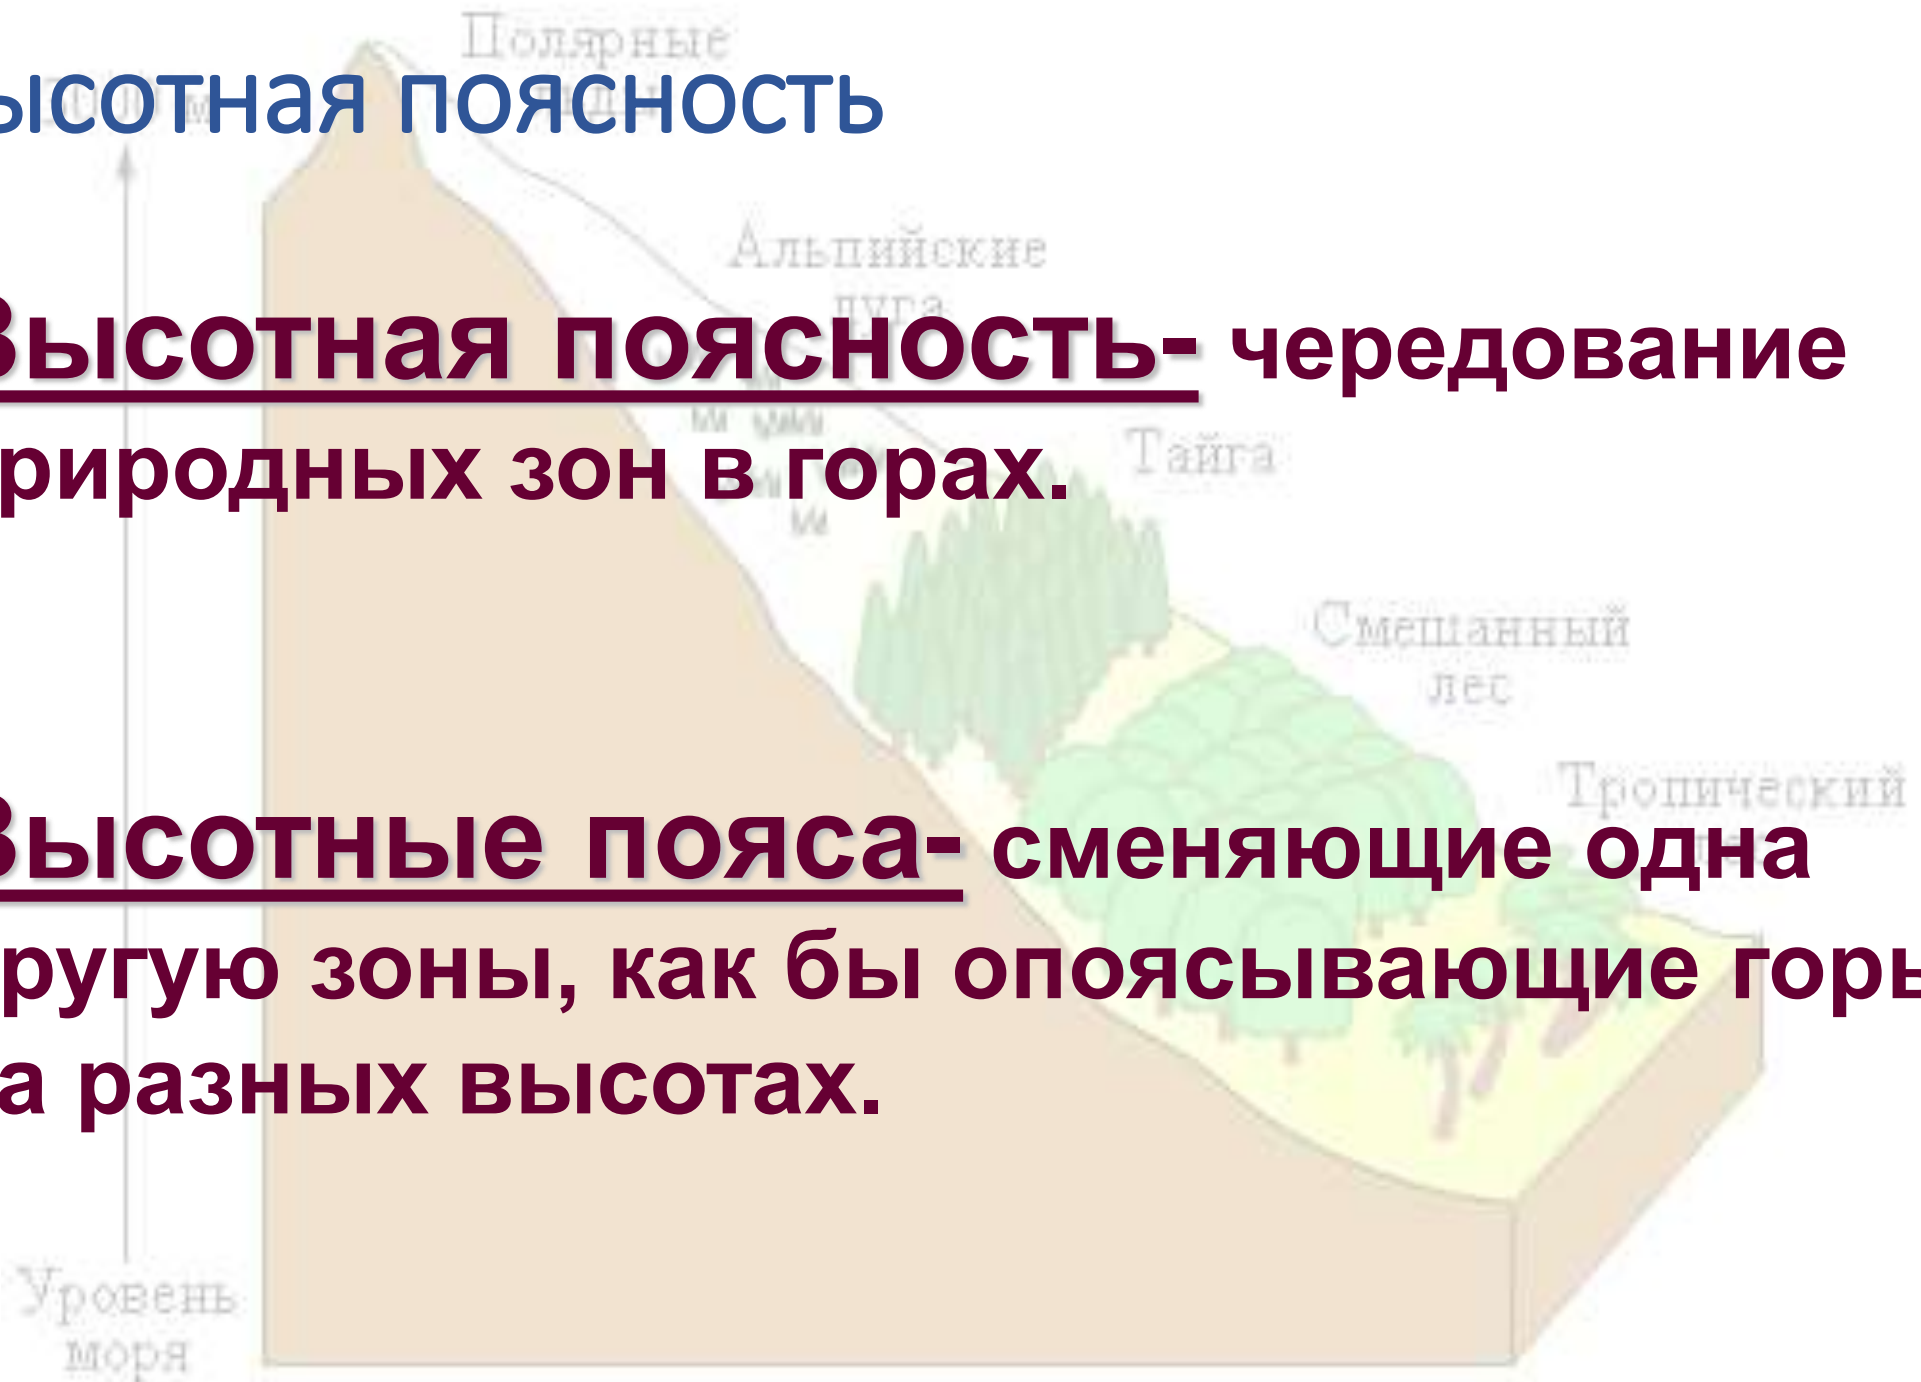 Полярные
ысотная поясность
Альпийские
луга
Высотная поясность- чередование
риродных зон в горах.
Тайга
Смешанный
лес
Тропический
Высотные пояса- сменяющие одна
ругую зоны, как бы опоясывающие горы
а разных высотах.
Уровень
моря